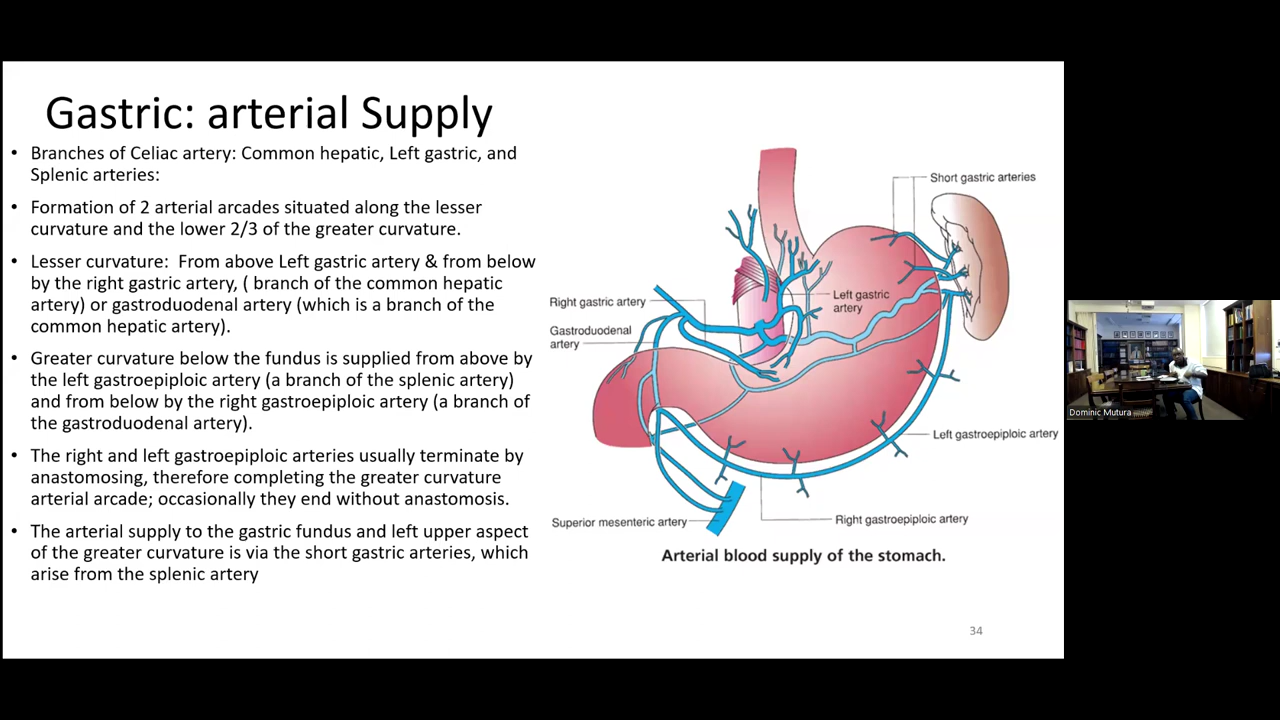 Gastric: arterial Supply
• Branches of Celiac artery: Common hepatic, Left gastric, and
Splenic arteries:
• Formation of 2 arterial arcades situated along the lesser
curvature and the lower 2/3 of the greater curvature.
• Lesser curvature:  From above Left gastric artery & from below
by the right gastric artery, ( branch of the common hepatic
artery) or gastroduodenal artery (which is a branch of the
common hepatic artery).
• Greater curvature below the fundus is supplied from above by
the left gastroepiploic artery (a branch of the splenic artery)
and from below by the right gastroepiploic artery (a branch of
the gastroduodenal artery).
• The right and left gastroepiploic arteries usually terminate by
anastomosing, therefore completing the greater curvature
arterial arcade; occasionally they end without anastomosis.
• The arterial supply to the gastric fundus and left upper aspect
of the greater curvature is via the short gastric arteries, which
arise from the splenic artery
Short gastric arteries
Right gastric artery
Left gastric
artery
Gastroduodenal
artery
Left gastroepiploic artery
Superior mesenteric artery
Right gastroepiploic artery
Arterial blood supply of the stomach.
34
Dominic Mutura